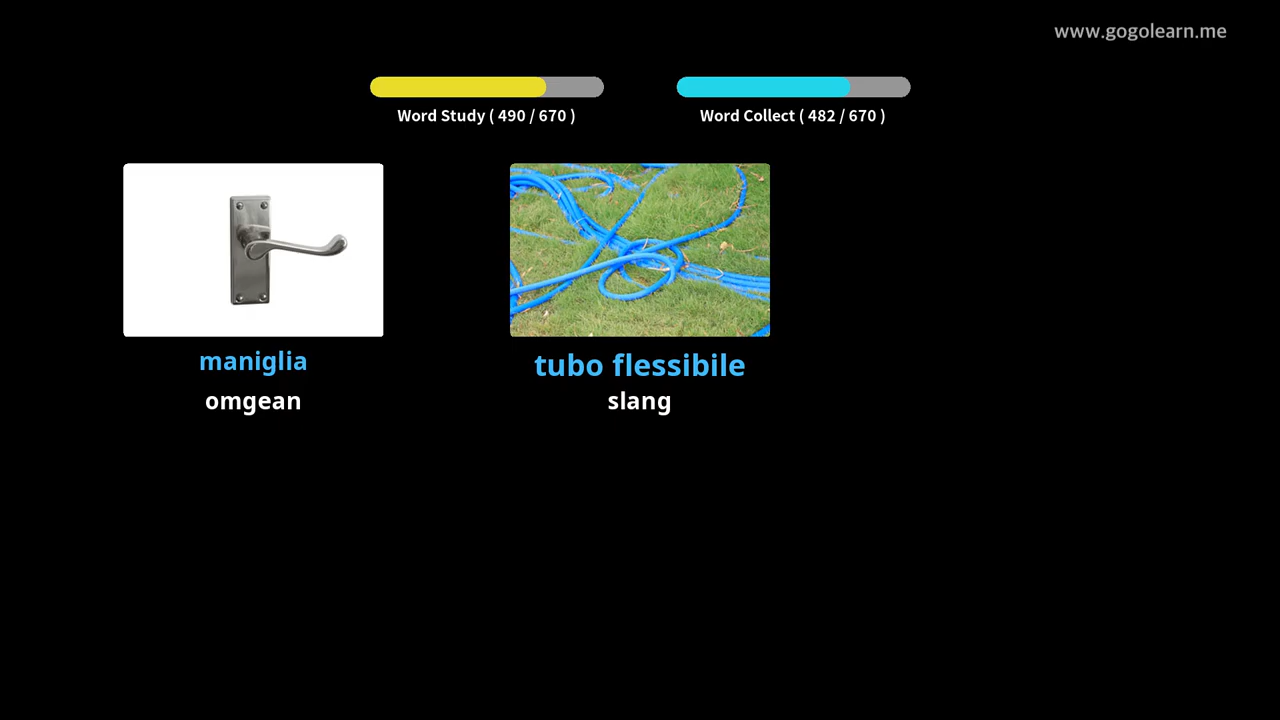 www.gogolearn.me
Word Study ( 490 / 670 )
Word Collect ( 482 / 670 )
maniglia
omgean
tubo flessibile
slang